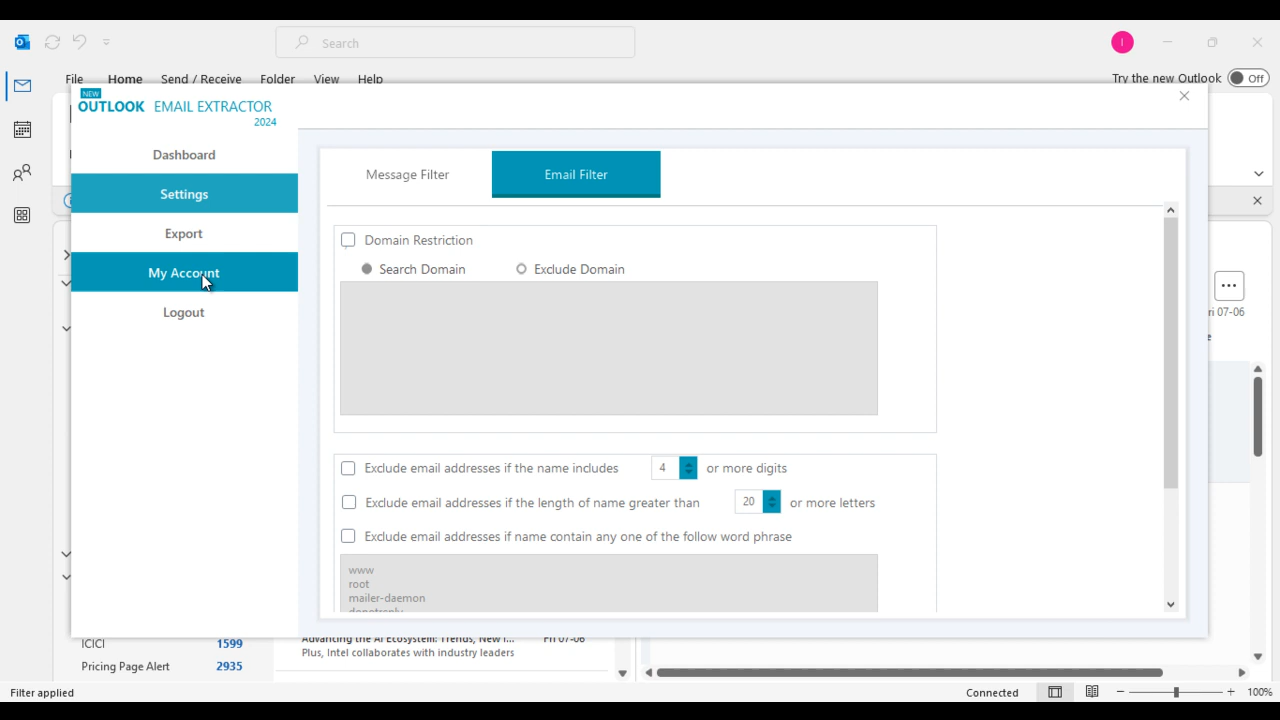 Search
I
File Home Send / Receive Folder View Help
Try the new Outlook Off
NEW
OUTLOOK EMAIL EXTRACTOR
2024
Dashboard
Settings
Export
My Account
Logout
Message Filter
Email Filter
Domain Restriction
Search Domain
Exclude Domain
Exclude email addresses if the name includes 4 or more digits
Exclude email addresses if the length of name greater than 20 or more letters
Exclude email addresses if name contain any one of the follow word phrase
www
root
mailer-daemon
07-06
ICICI 1599
Pricing Page Alert 2935
Advancing the AI Ecosystem: Trends, New I... Fri 07-06
Plus, Intel collaborates with industry leaders
Filter applied
Connected
100%